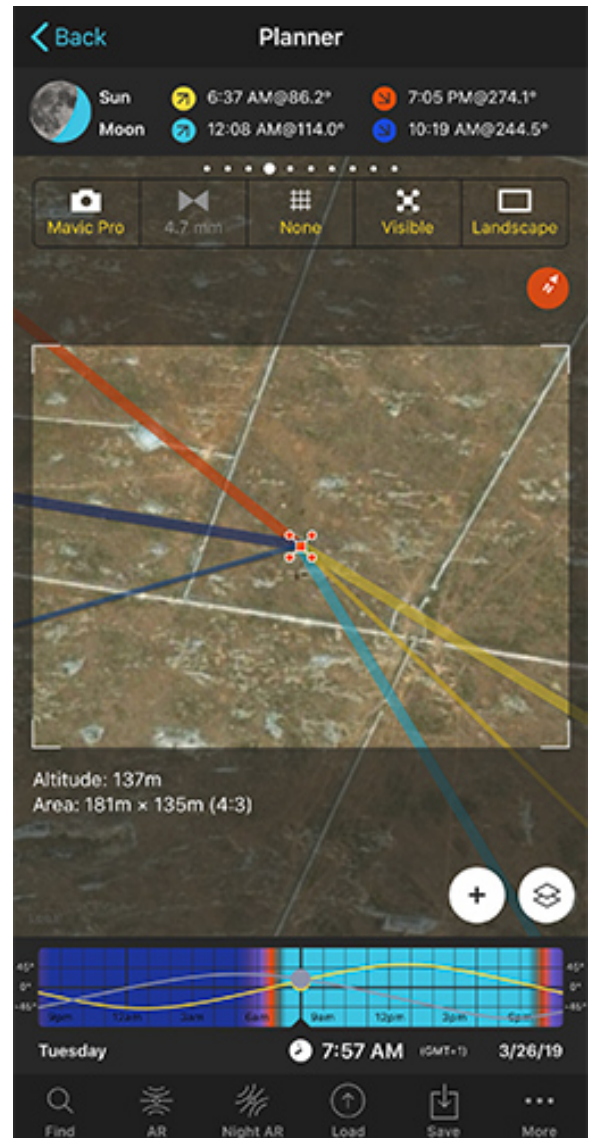 Back Planner
Sun 6:37 AM@86.2° 7:05 PM@274.1°
Moon 12:08 AM@114.0° 10:19 AM@244.5°
Mavic Pro 4.7 mm None Visible Landscape
N
Altitude: 137m
Area: 181m × 135m (4:3)
Legal
45° 45°
0° 0°
-45° -45°
9pm 12am 3am 6am 9am 12pm 3pm 6pm
Tuesday 7:57 AM (GMT+1) 3/26/19
Find AR Night AR Load Save More